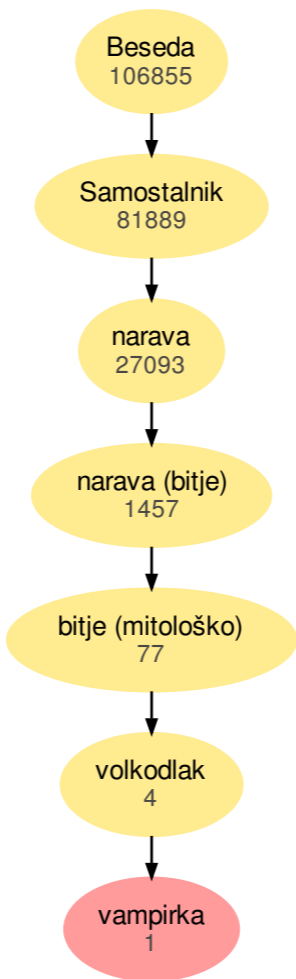 Beseda
106855
Samostalnik
81889
narava
27093
narava (bitje)
1457
bitje (mitološko)
77
volkodlak
4
vampirka
1